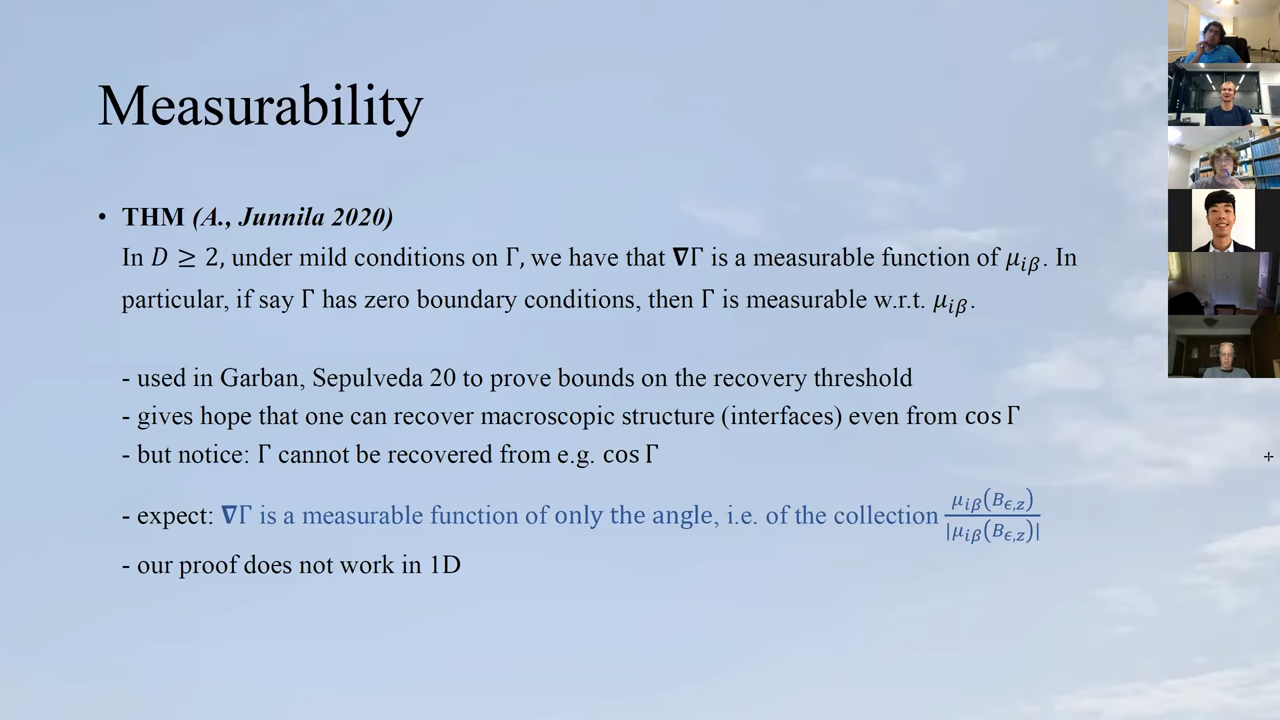 Measurability
• THM (A., Junnila 2020)
In D ≥ 2, under mild conditions on Γ, we have that ∇Γ is a measurable function of μ_{iβ}. In
particular, if say Γ has zero boundary conditions, then Γ is measurable w.r.t. μ_{iβ}.
- used in Garban, Sepulveda 20 to prove bounds on the recovery threshold
- gives hope that one can recover macroscopic structure (interfaces) even from cos Γ
- but notice: Γ cannot be recovered from e.g. cos Γ
- expect: ∇Γ is a measurable function of only the angle, i.e. of the collection μ_{iβ}(B_{ϵ,z}) / |μ_{iβ}(B_{ϵ,z})|
- our proof does not work in 1D